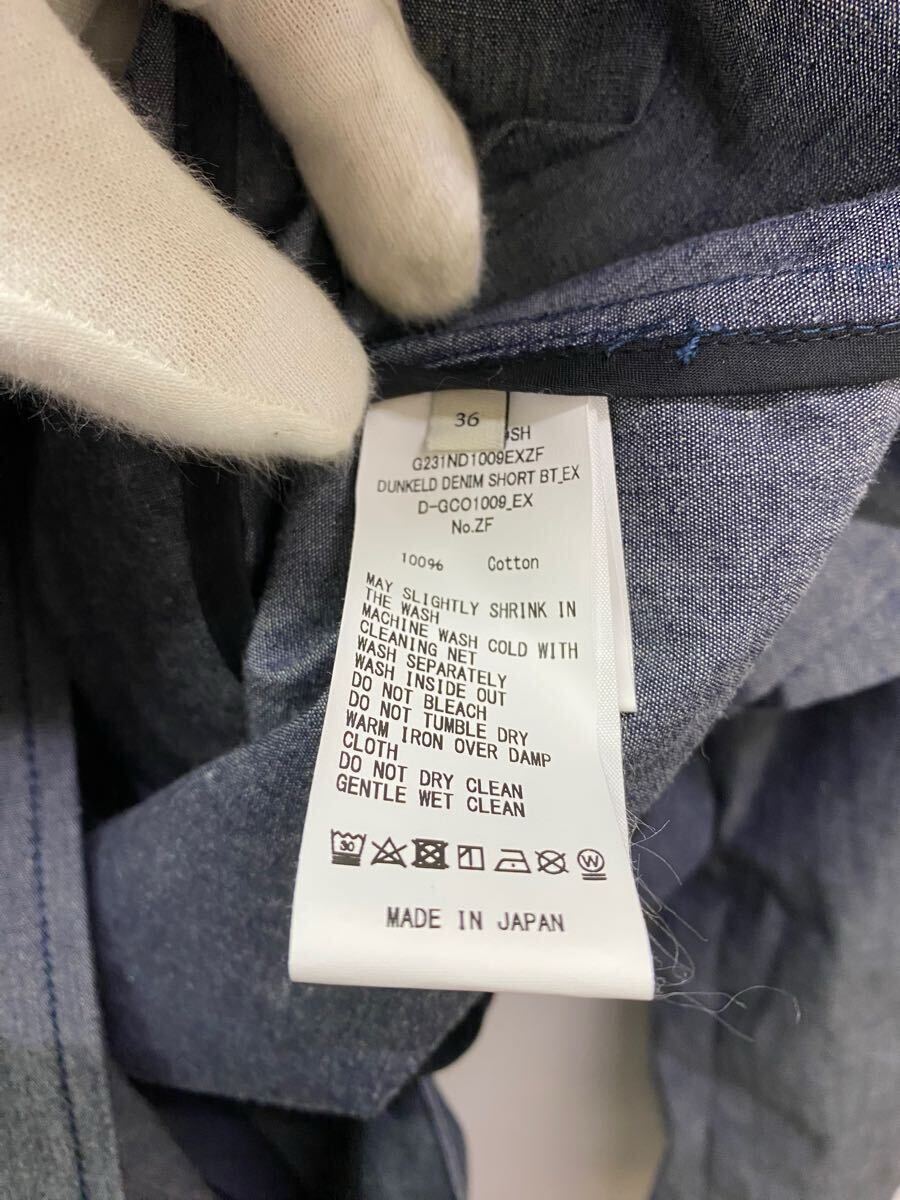 36
G231ND1009EXZF
DUNKELD DENIM SHORT BT_EX
D-GCO1009_EX
No.ZF
100% Cotton
MAY SLIGHTLY SHRINK IN
THE WASH
MACHINE WASH COLD WITH
CLEANING NET
WASH SEPARATELY
WASH INSIDE OUT
DO NOT BLEACH
DO NOT TUMBLE DRY
WARM IRON OVER DAMP
CLOTH
DO NOT DRY CLEAN
GENTLE WET CLEAN
30 W
MADE IN JAPAN